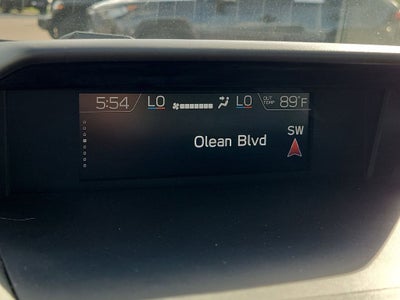 5:54 LO LO OUT TEMP 89°F
SW
Olean Blvd